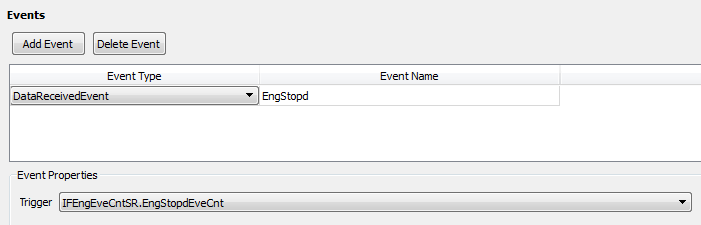 Events
Add Event Delete Event
Event Type Event Name
DataReceivedEvent EngStopd
Event Properties
Trigger IFEngEveCntSR.EngStopdEveCnt